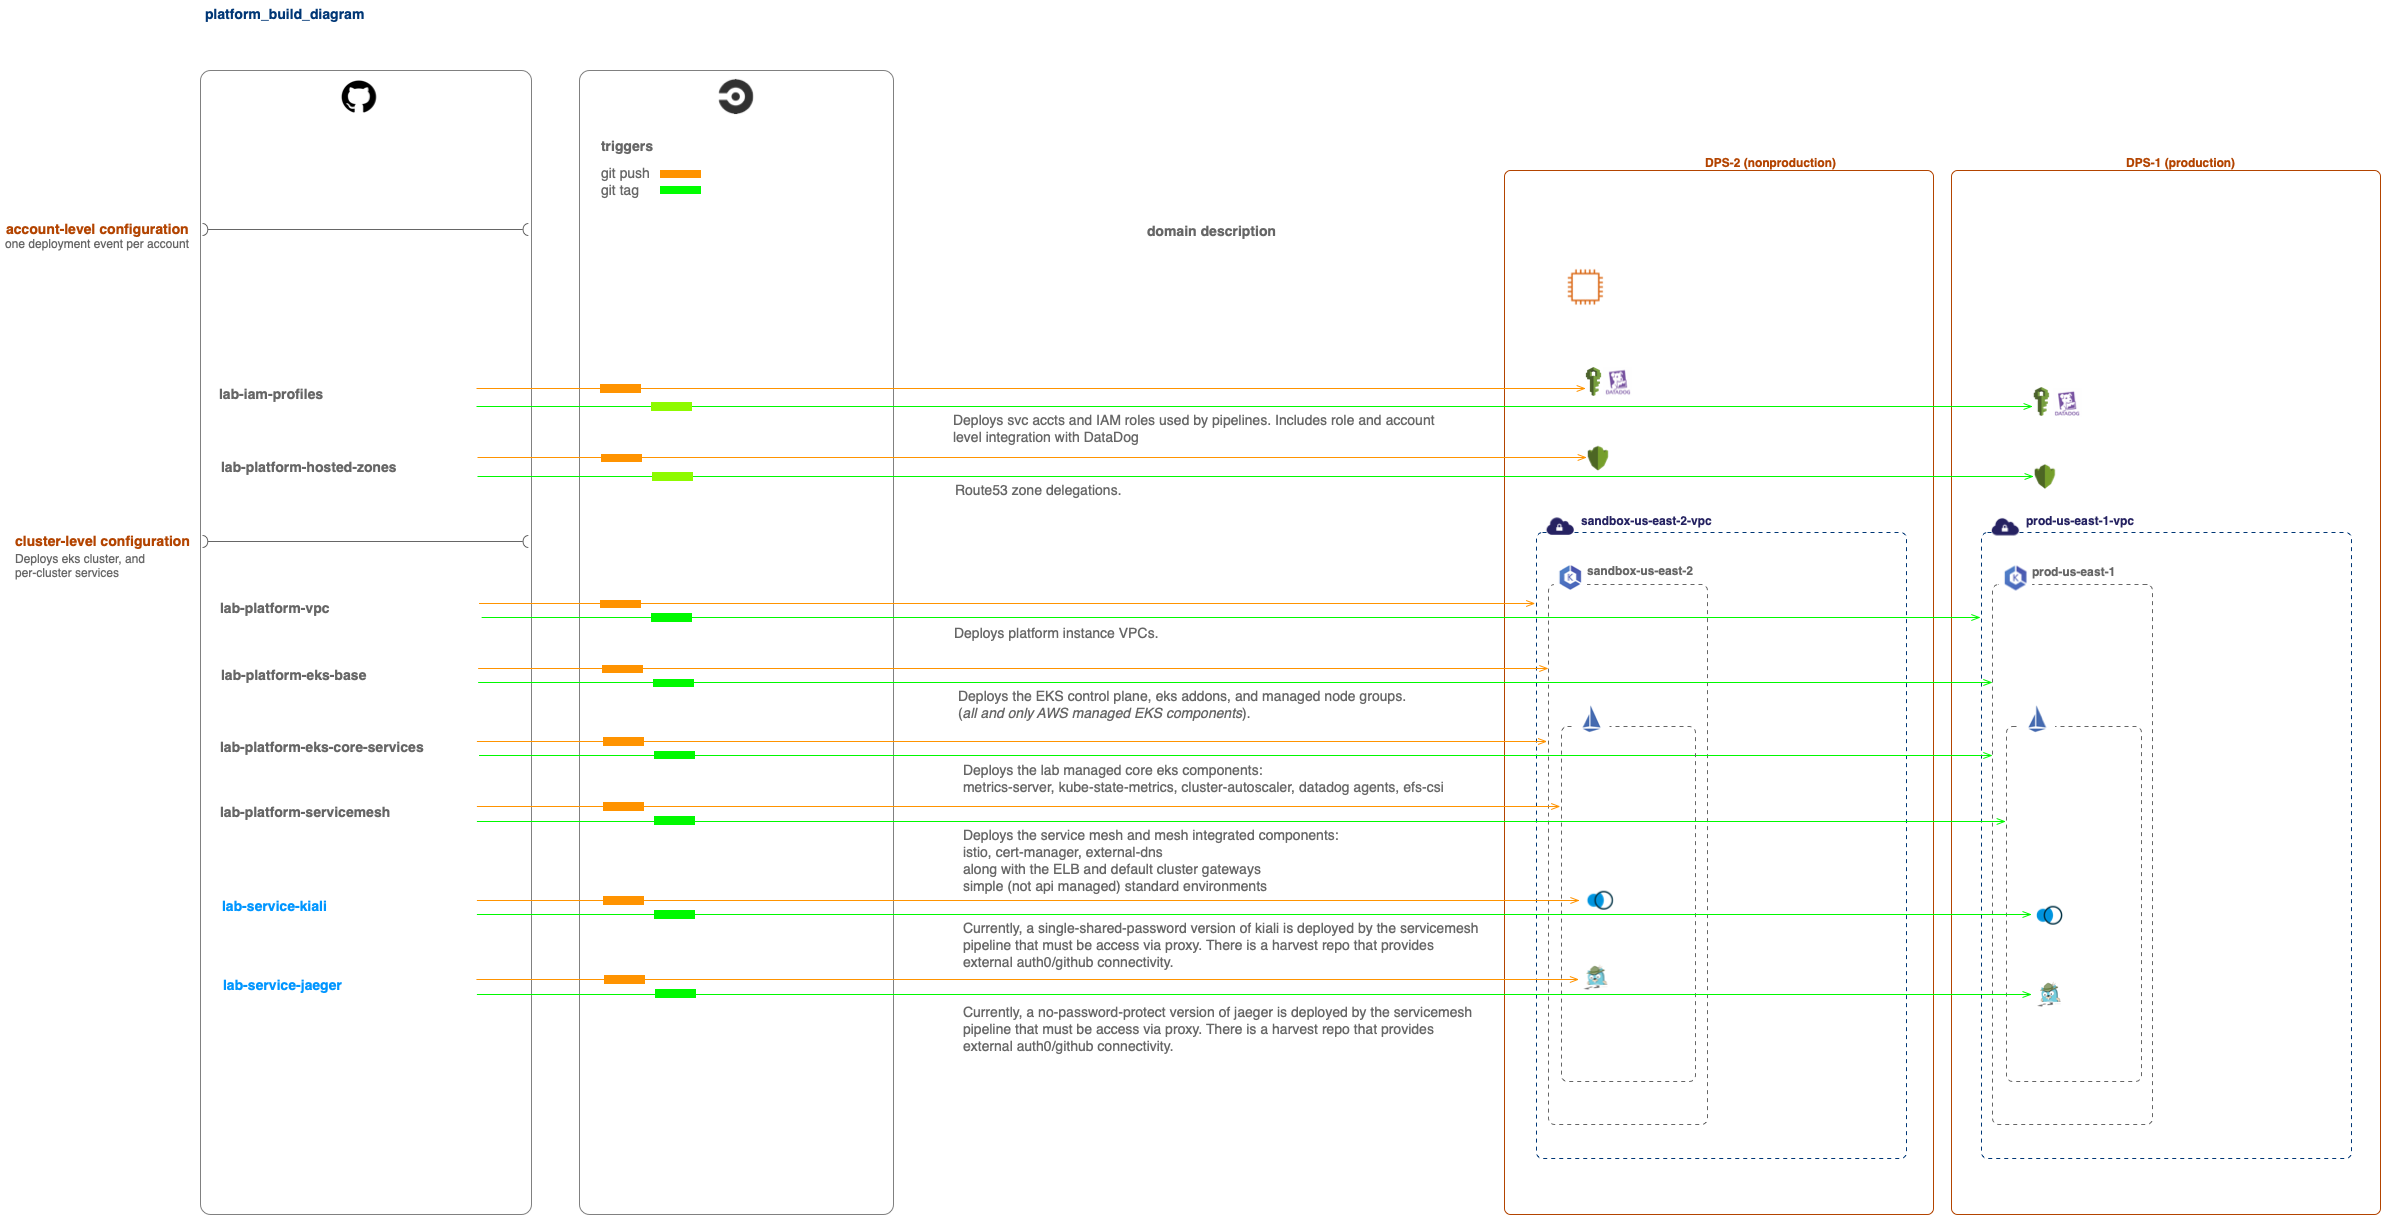 platform_build_diagram
triggers
git push
git tag
DPS-2 (nonproduction)
DPS-1 (production)
account-level configuration
one deployment event per account
domain description
lab-iam-profiles
DATADOG
DATADOG
Deploys svc accts and IAM roles used by pipelines. Includes role and account
level integration with DataDog
lab-platform-hosted-zones
Route53 zone delegations.
cluster-level configuration
Deploys eks cluster, and
per-cluster services
sandbox-us-east-2-vpc
prod-us-east-1-vpc
sandbox-us-east-2
prod-us-east-1
lab-platform-vpc
Deploys platform instance VPCs.
lab-platform-eks-base
Deploys the EKS control plane, eks addons, and managed node groups.
(all and only AWS managed EKS components).
lab-platform-eks-core-services
Deploys the lab managed core eks components:
metrics-server, kube-state-metrics, cluster-autoscaler, datadog agents, efs-csi
lab-platform-servicemesh
Deploys the service mesh and mesh integrated components:
istio, cert-manager, external-dns
along with the ELB and default cluster gateways
simple (not api managed) standard environments
lab-service-kiali
Currently, a single-shared-password version of kiali is deployed by the servicemesh
pipeline that must be access via proxy. There is a harvest repo that provides
external auth0/github connectivity.
lab-service-jaeger
Currently, a no-password-protect version of jaeger is deployed by the servicemesh
pipeline that must be access via proxy. There is a harvest repo that provides
external auth0/github connectivity.